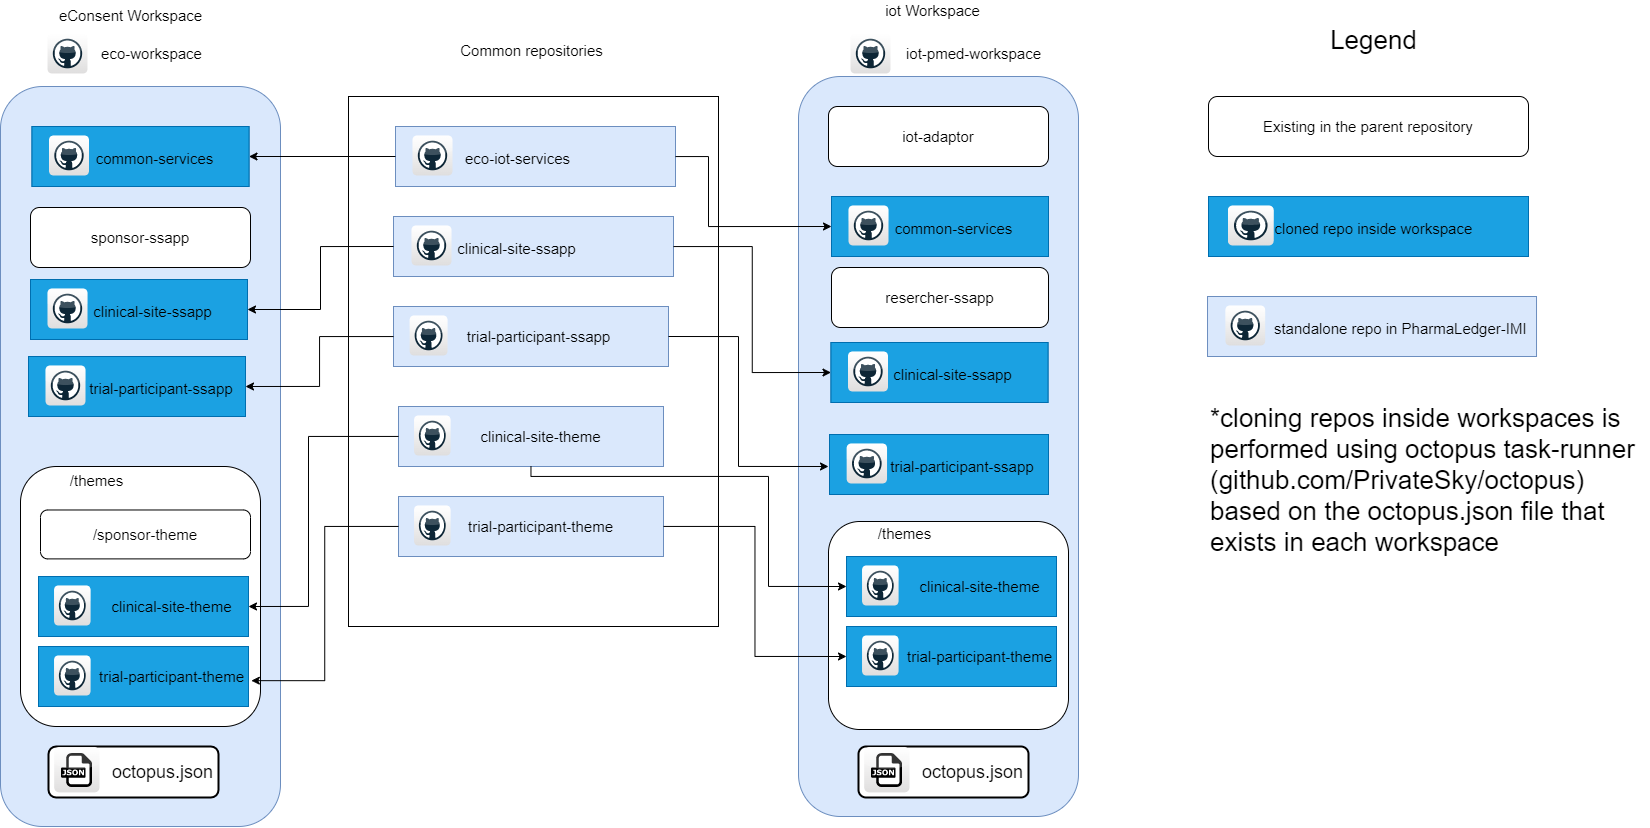 eConsent Workspace
eco-workspace
common-services
sponsor-ssapp
clinical-site-ssapp
trial-participant-ssapp
/themes
/sponsor-theme
clinical-site-theme
trial-participant-theme
JSON
octopus.json
Common repositories
eco-iot-services
clinical-site-ssapp
trial-participant-ssapp
clinical-site-theme
trial-participant-theme
iot Workspace
iot-pmed-workspace
iot-adaptor
common-services
resercher-ssapp
clinical-site-ssapp
trial-participant-ssapp
/themes
clinical-site-theme
trial-participant-theme
JSON
octopus.json
Legend
Existing in the parent repository
cloned repo inside workspace
standalone repo in PharmaLedger-IMI
*cloning repos inside workspaces is
performed using octopus task-runner
(github.com/PrivateSky/octopus)
based on the octopus.json file that
exists in each workspace